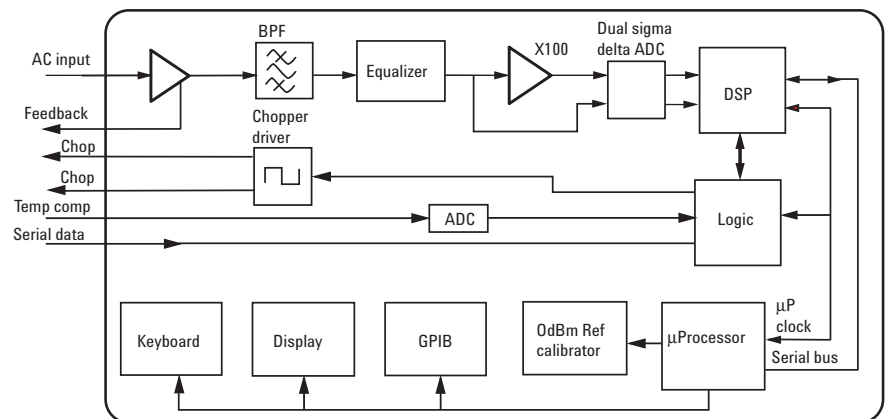 AC input
BPF
Equalizer
X100
Dual sigma
delta ADC
DSP
Feedback
Chop
Chop
Chopper
driver
Temp comp
ADC
Serial data
Logic
Keyboard
Display
GPIB
OdBm Ref
calibrator
µProcessor
µP
clock
Serial bus